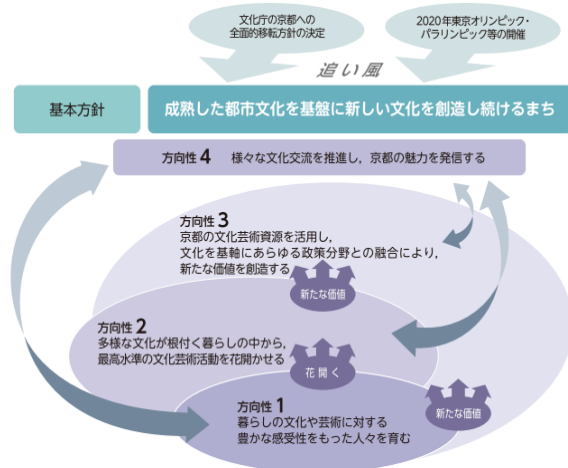 文化庁の京都への
全面的移転方針の決定
2020年東京オリンピック・
パラリンピック等の開催
追い風
基本方針
成熟した都市文化を基盤に新しい文化を創造し続けるまち
方向性4 様々な文化交流を推進し,京都の魅力を発信する
方向性3
京都の文化芸術資源を活用し,
文化を基軸にあらゆる政策分野との融合により,
新たな価値を創造する
新たな価値
方向性2
多様な文化が根付く暮らしの中から,
最高水準の文化芸術活動を花開かせる
花開く
方向性1
暮らしの文化や芸術に対する
豊かな感受性をもった人々を育む
新たな価値